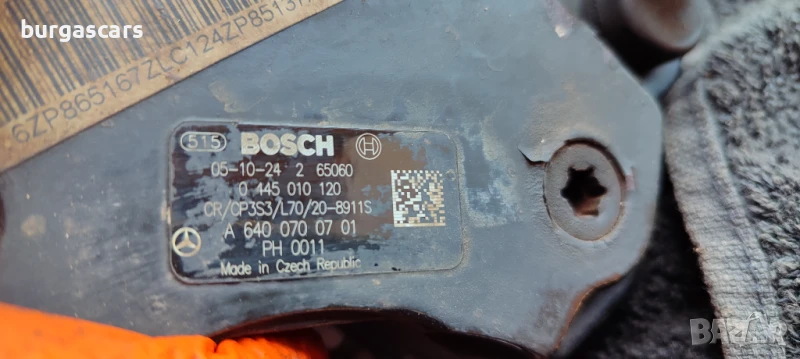 burgascars
6ZP865167ZLC124ZP8513
515 BOSCH
05-10-24 2 65060
0 445 010 120
CR/CP3S3/L70/20-8911S
A 640 070 07 01
PH 0011
Made in Czech Republic
BAZAR